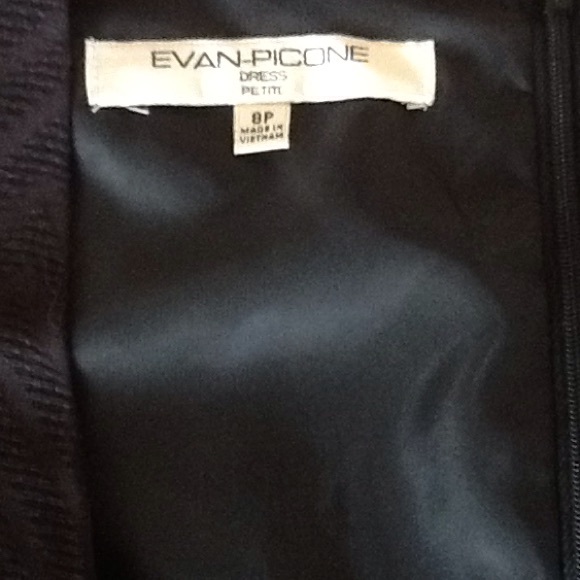 EVAN-PICONE
DRESS
PETITE
8P
MADE IN
VIETNAM